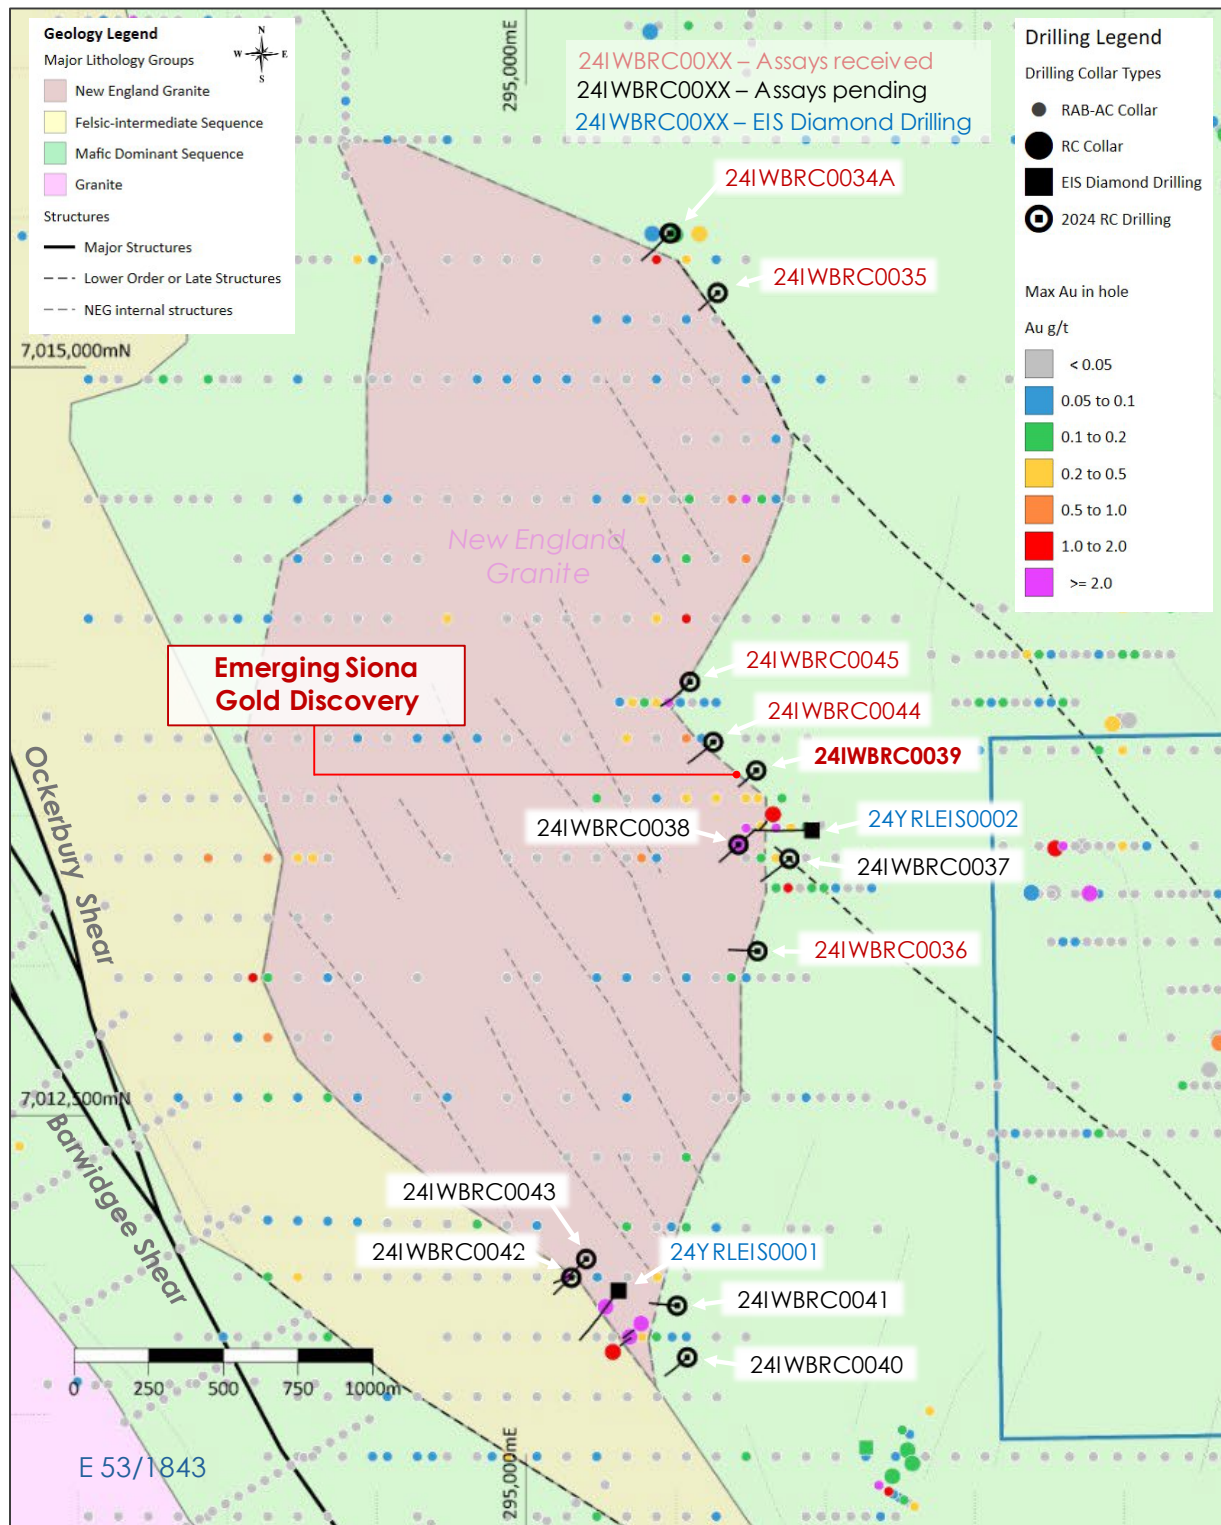 Geology Legend
N
W
E
S
Major Lithology Groups
New England Granite
Felsic-intermediate Sequence
Mafic Dominant Sequence
Granite
Structures
Major Structures
Lower Order or Late Structures
NEG internal structures
295,000mE
24IWBRC00XX – Assays received
24IWBRC00XX – Assays pending
24IWBRC00XX – EIS Diamond Drilling
Drilling Legend
Drilling Collar Types
RAB-AC Collar
RC Collar
EIS Diamond Drilling
2024 RC Drilling
Max Au in hole
Au g/t
< 0.05
0.05 to 0.1
0.1 to 0.2
0.2 to 0.5
0.5 to 1.0
1.0 to 2.0
>= 2.0
24IWBRC0034A
24IWBRC0035
7,015,000mN
New England
Granite
Emerging Siona
Gold Discovery
24IWBRC0045
24IWBRC0044
24IWBRC0039
24IWBRC0038
24YRLEIS0002
24IWBRC0037
24IWBRC0036
Ockerbury Shear
7,012,500mN
Barwidgee Shear
24IWBRC0043
24IWBRC0042
24YRLEIS0001
24IWBRC0041
24IWBRC0040
0 250 500 750 1000m
E 53/1843
295,000mE